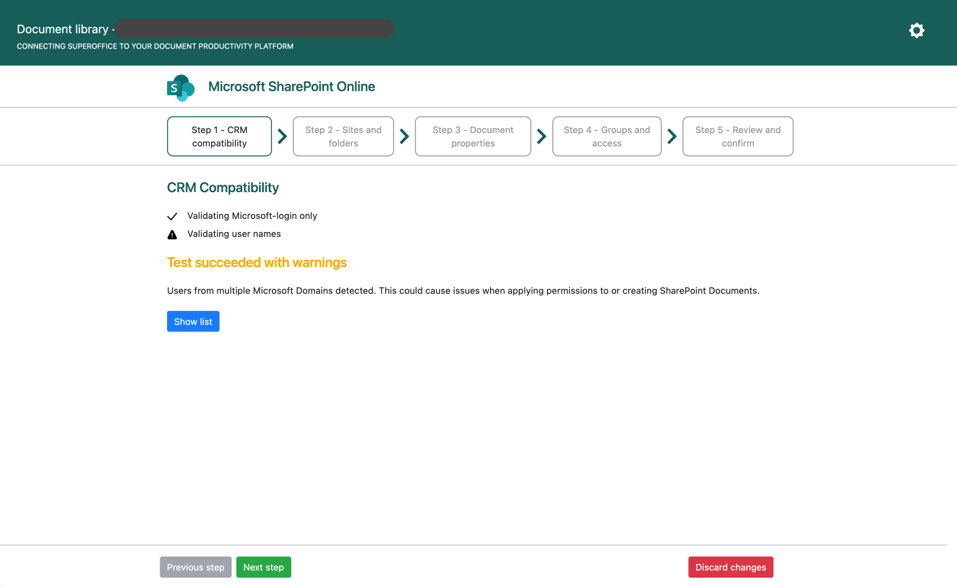 Document library -
CONNECTING SUPEROFFICE TO YOUR DOCUMENT PRODUCTIVITY PLATFORM
S
Microsoft SharePoint Online
Step 1 - CRM
compatibility
Step 2 - Sites and
folders
Step 3 - Document
properties
Step 4 - Groups and
access
Step 5 - Review and
confirm
CRM Compatibility
Validating Microsoft-login only
Validating user names
Test succeeded with warnings
Users from multiple Microsoft Domains detected. This could cause issues when applying permissions to or creating SharePoint Documents.
Show list
Previous step
Next step
Discard changes